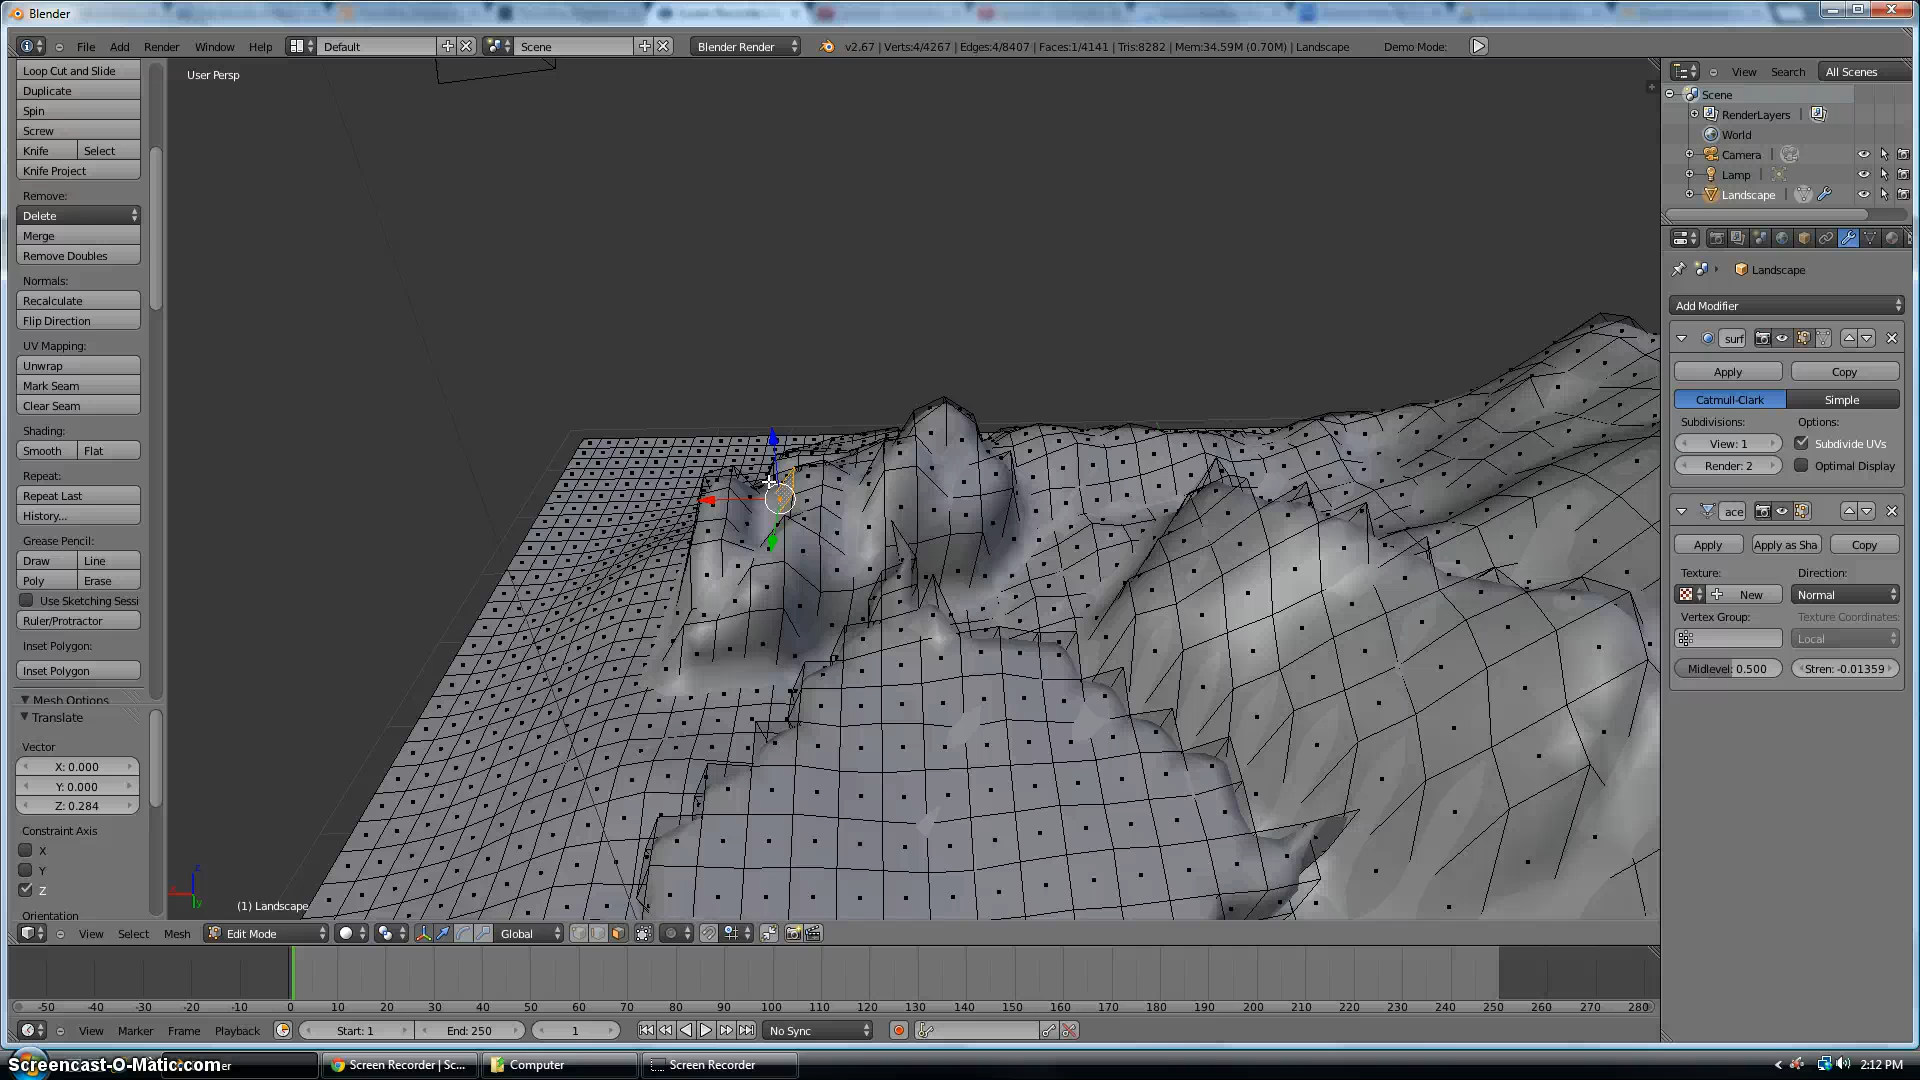 Blender
File Add Render Window Help Default Scene Blender Render v2.67 | Verts:4/4267 | Edges:4/8407 | Faces:1/4141 | Tris:8282 | Mem:34.59M (0.70M) | Landscape Demo Mode:
Loop Cut and Slide
Duplicate
Spin
Screw
Knife Select
Knife Project
Remove:
Delete
Merge
Remove Doubles
Normals:
Recalculate
Flip Direction
UV Mapping:
Unwrap
Mark Seam
Clear Seam
Shading:
Smooth Flat
Repeat:
Repeat Last
History...
Grease Pencil:
Draw Line
Poly Erase
Use Sketching Sessi
Ruler/Protractor
Inset Polygon:
Inset Polygon
Mesh Options
Translate
Vector
X: 0.000
Y: 0.000
Z: 0.284
Constraint Axis
X
Y
Z
Orientation
User Persp
z
x
y
(1) Landscape
View Search All Scenes
Scene
RenderLayers |
World
Camera |
Lamp |
Landscape |
Landscape
Add Modifier
surf
Apply Copy
Catmull-Clark Simple
Subdivisions: Options:
View: 1 Subdivide UVs
Render: 2 Optimal Display
ace
Apply Apply as Sha Copy
Texture: Direction:
New Normal
Vertex Group: Texture Coordinates:
Local
Midlevel: 0.500 Stren: -0.01359
View Select Mesh Edit Mode Global
-50 -40 -30 -20 -10 0 10 20 30 40 50 60 70 80 90 100 110 120 130 140 150 160 170 180 190 200 210 220 230 240 250 260 270 280
View Marker Frame Playback Start: 1 End: 250 1 No Sync
Screencast-O-Matic.com
Screen Recorder | Sc...
Computer
Screen Recorder
2:12 PM